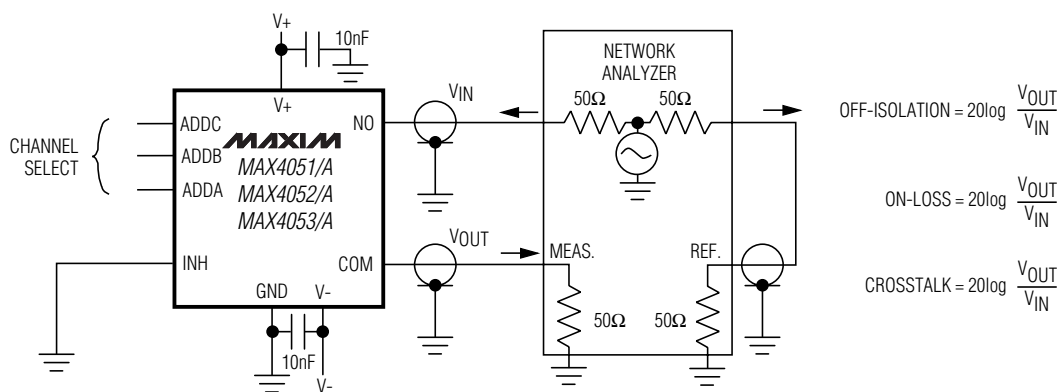 V+
10nF
V+
CHANNEL
SELECT
ADDC
ADDB
ADDA
INH
MAXIM
MAX4051/A
MAX4052/A
MAX4053/A
NO
COM
GND
V-
10nF
V-
VIN
VOUT
NETWORK
ANALYZER
50Ω
50Ω
MEAS.
REF.
50Ω
50Ω
OFF-ISOLATION = 20log VOUT
VIN
ON-LOSS = 20log VOUT
VIN
CROSSTALK = 20log VOUT
VIN